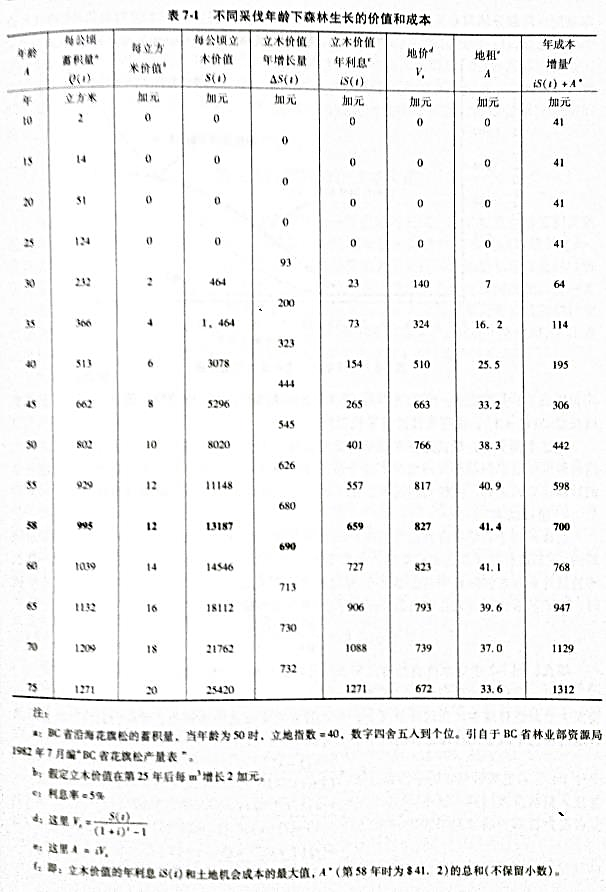 表 7-1 不同采伐年龄下森林生长的价值和成本
年龄 A 每公顷蓄积量ᵃ Q(t) 每立方米价值ᵇ 每公顷立木价值 S(t) 立木价值年增长量 ΔS(t) 立木价值年利息ᶜ iS(t) 地价ᵈ Vₛ 地租ᵉ A 年成本增量ᶠ iS(t) + A*
年 立方米 加元 加元 加元 加元 加元 加元 加元
10 2 0 0 0 0 0 41
0
15 14 0 0 0 0 0 41
0
20 51 0 0 0 0 0 41
0
25 124 0 0 0 0 0 41
93
30 232 2 464 23 140 7 64
200
35 366 4 1, 464 73 324 16. 2 114
323
40 513 6 3078 154 510 25. 5 195
444
45 662 8 5296 265 663 33. 2 306
545
50 802 10 8020 401 766 38. 3 442
626
55 929 12 11148 557 817 40. 9 598
680
58 995 12 13187 659 827 41. 4 700
690
60 1039 14 14546 727 823 41. 1 768
713
65 1132 16 18112 906 793 39. 6 947
730
70 1209 18 21762 1088 739 37. 0 1129
732
75 1271 20 25420 1271 672 33. 6 1312
注:
a: BC 省沿海花旗松的蓄积量, 当年龄为 50 时, 立地指数 = 40, 数字四舍五入到个位。引自于 BC 省林业部资源局
1982 年 7 月编“BC 省花旗松产量表”。
b: 假定立木价值在第 25 年后每 m³ 增长 2 加元。
c: 利息率 = 5%
d: 这里 Vₛ = S(t) / (1 + i)ᵗ - 1
e: 这里 A = iVₛ
f: 即: 立木价值的年利息 iS(t) 和土地机会成本的最大值, A* (第 58 年时为 $ 41. 2) 的总和(不保留小数)。